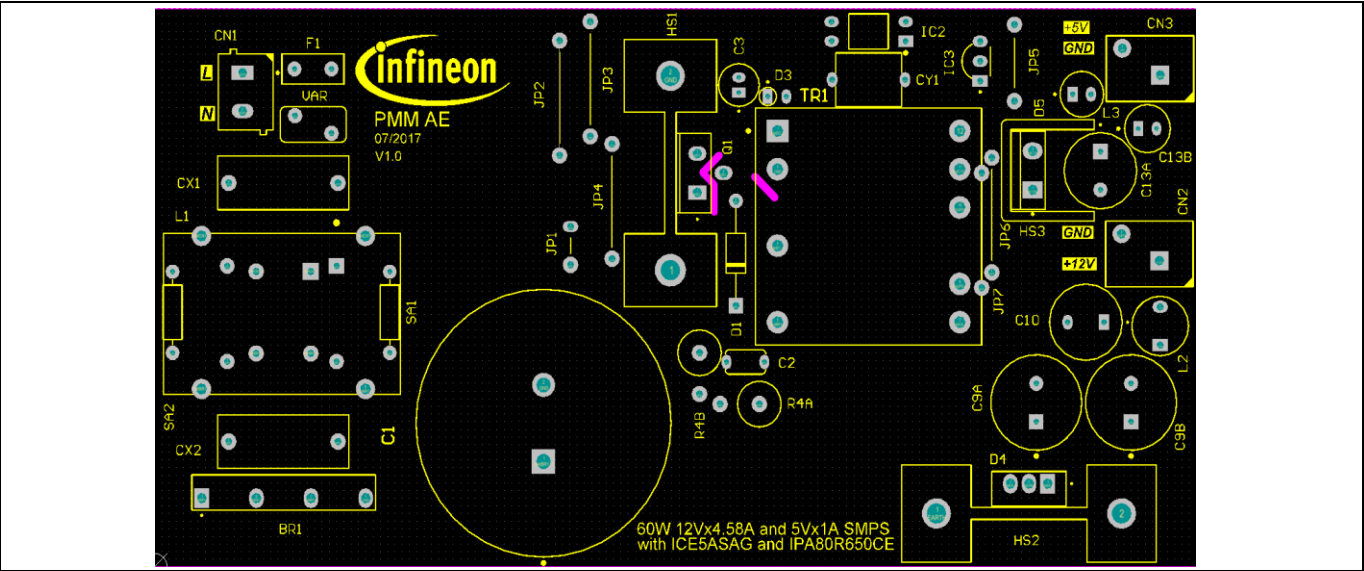 CN1
F1
L
N
VAR
infineon
PMM AE
07/2017
V1.0
JP2
JP3
HS1
C3
D3
TR1
IC2
CY1
IC3
JP5
+5V
GND
CN3
D5
L3
C13B
C13A
CX1
L1
JP4
JP1
Q1
JP6
HS3
GND
+12V
CN2
SA1
D1
JP7
C10
L2
SA2
C1
C2
R4B
R4A
C9A
C9B
CX2
BR1
D4
60W 12Vx4.58A and 5Vx1A SMPS
with ICE5ASAG and IPA80R650CE
1
EARTH
2
HS2